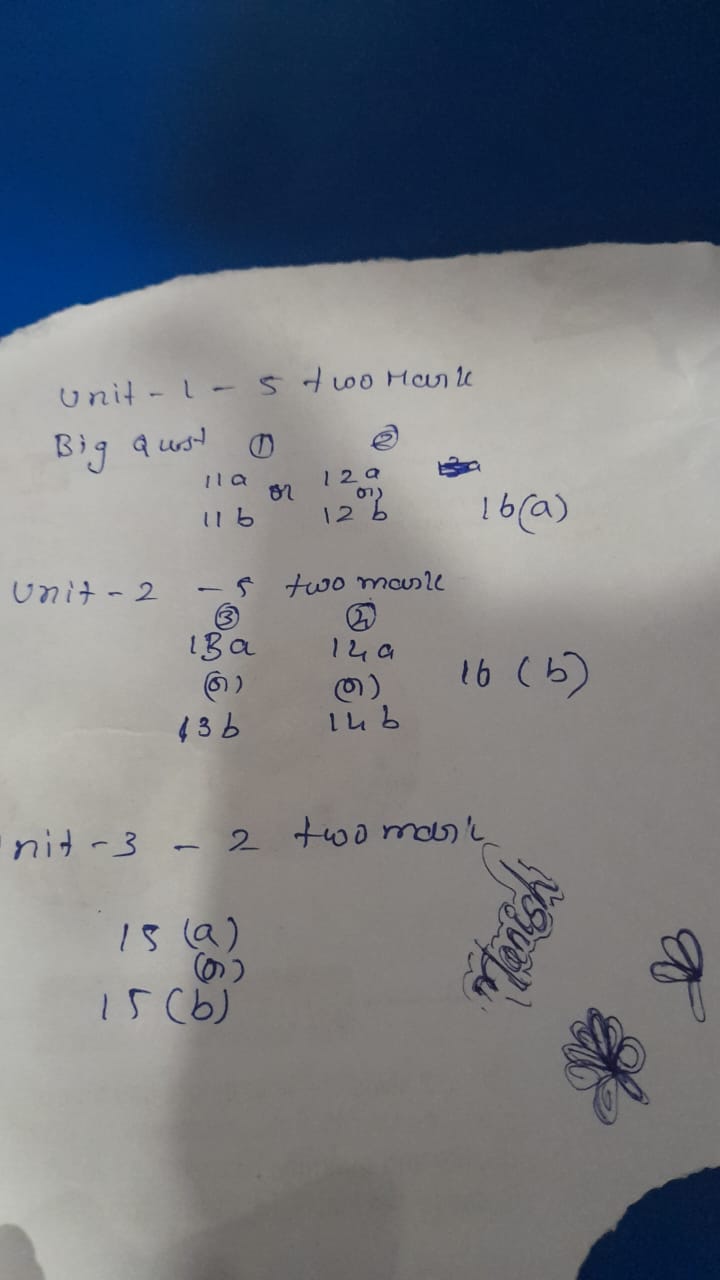 Unit - 1 - 5 two Mark
Big Qust ① ②
11a or 12a
11b (or) 12b 16(a)
Unit - 2 - 5 two mark
③ ④
13a 14a
(or) (or) 16 (b)
13b 14b
nit - 3 - 2 two mark
15 (a)
(or)
15 (b)